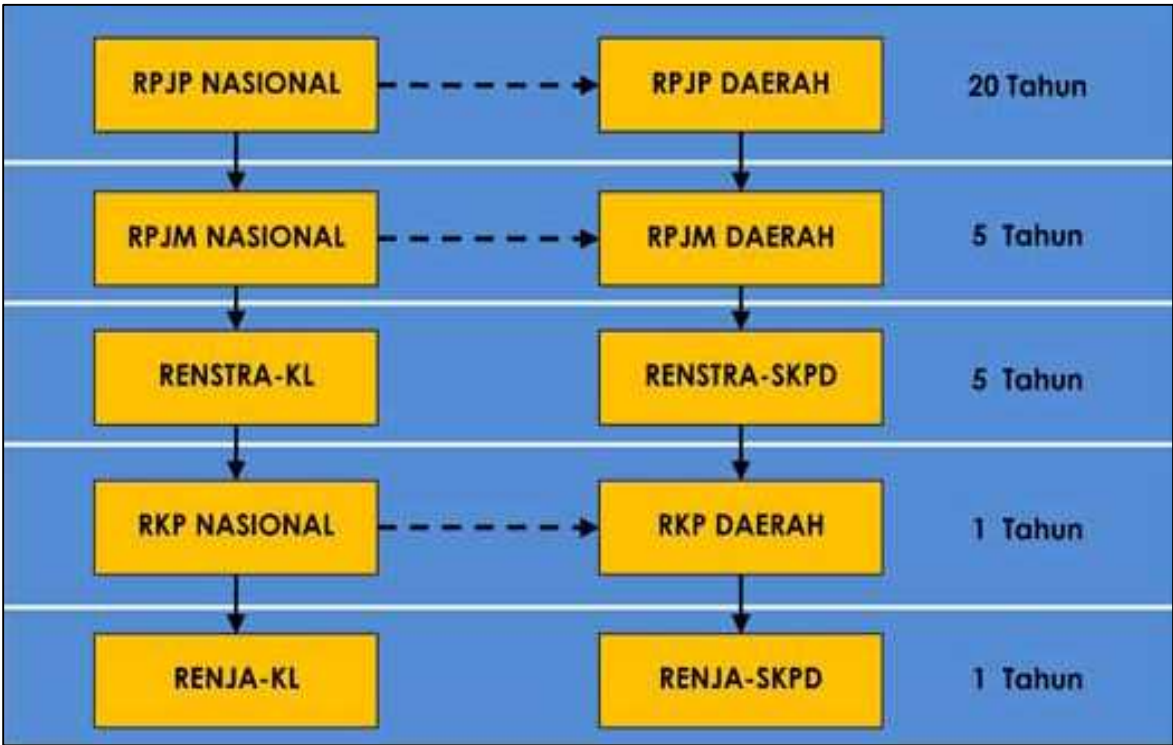 RPJP NASIONAL
RPJP DAERAH
20 Tahun
RPJM NASIONAL
RPJM DAERAH
5 Tahun
RENSTRA-KL
RENSTRA-SKPD
5 Tahun
RKP NASIONAL
RKP DAERAH
1 Tahun
RENJA-KL
RENJA-SKPD
1 Tahun